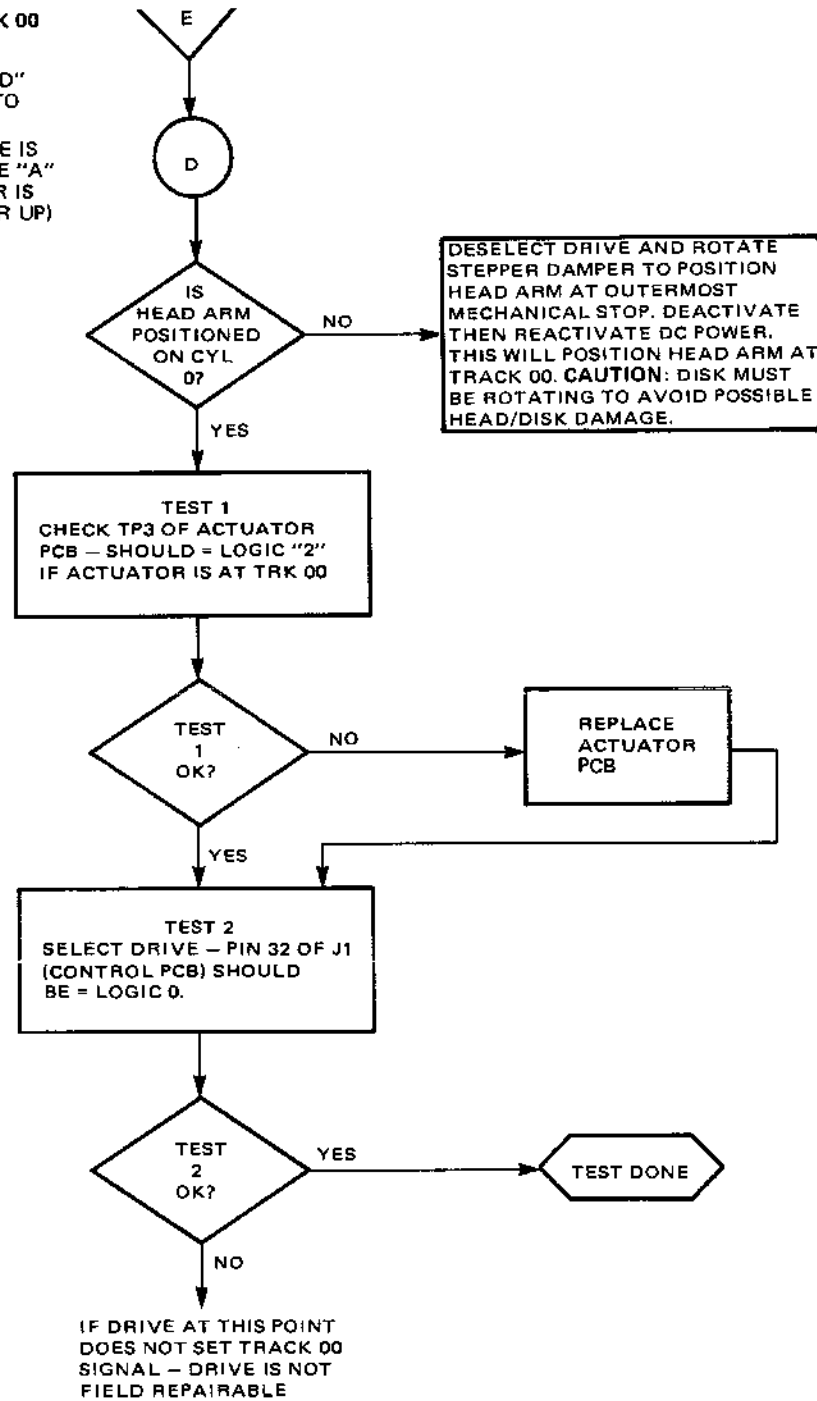 K 00
D"
TO
E IS
E "A"
R IS
R UP)
E
D
IS
HEAD ARM
POSITIONED
ON CYL
0?
NO
DESELECT DRIVE AND ROTATE
STEPPER DAMPER TO POSITION
HEAD ARM AT OUTERMOST
MECHANICAL STOP. DEACTIVATE
THEN REACTIVATE DC POWER.
THIS WILL POSITION HEAD ARM AT
TRACK 00. CAUTION: DISK MUST
BE ROTATING TO AVOID POSSIBLE
HEAD/DISK DAMAGE.
YES
TEST 1
CHECK TP3 OF ACTUATOR
PCB — SHOULD = LOGIC "2"
IF ACTUATOR IS AT TRK 00
TEST
1
OK?
NO
REPLACE
ACTUATOR
PCB
YES
TEST 2
SELECT DRIVE — PIN 32 OF J1
(CONTROL PCB) SHOULD
BE = LOGIC 0.
TEST
2
OK?
YES
TEST DONE
NO
IF DRIVE AT THIS POINT
DOES NOT SET TRACK 00
SIGNAL — DRIVE IS NOT
FIELD REPAIRABLE